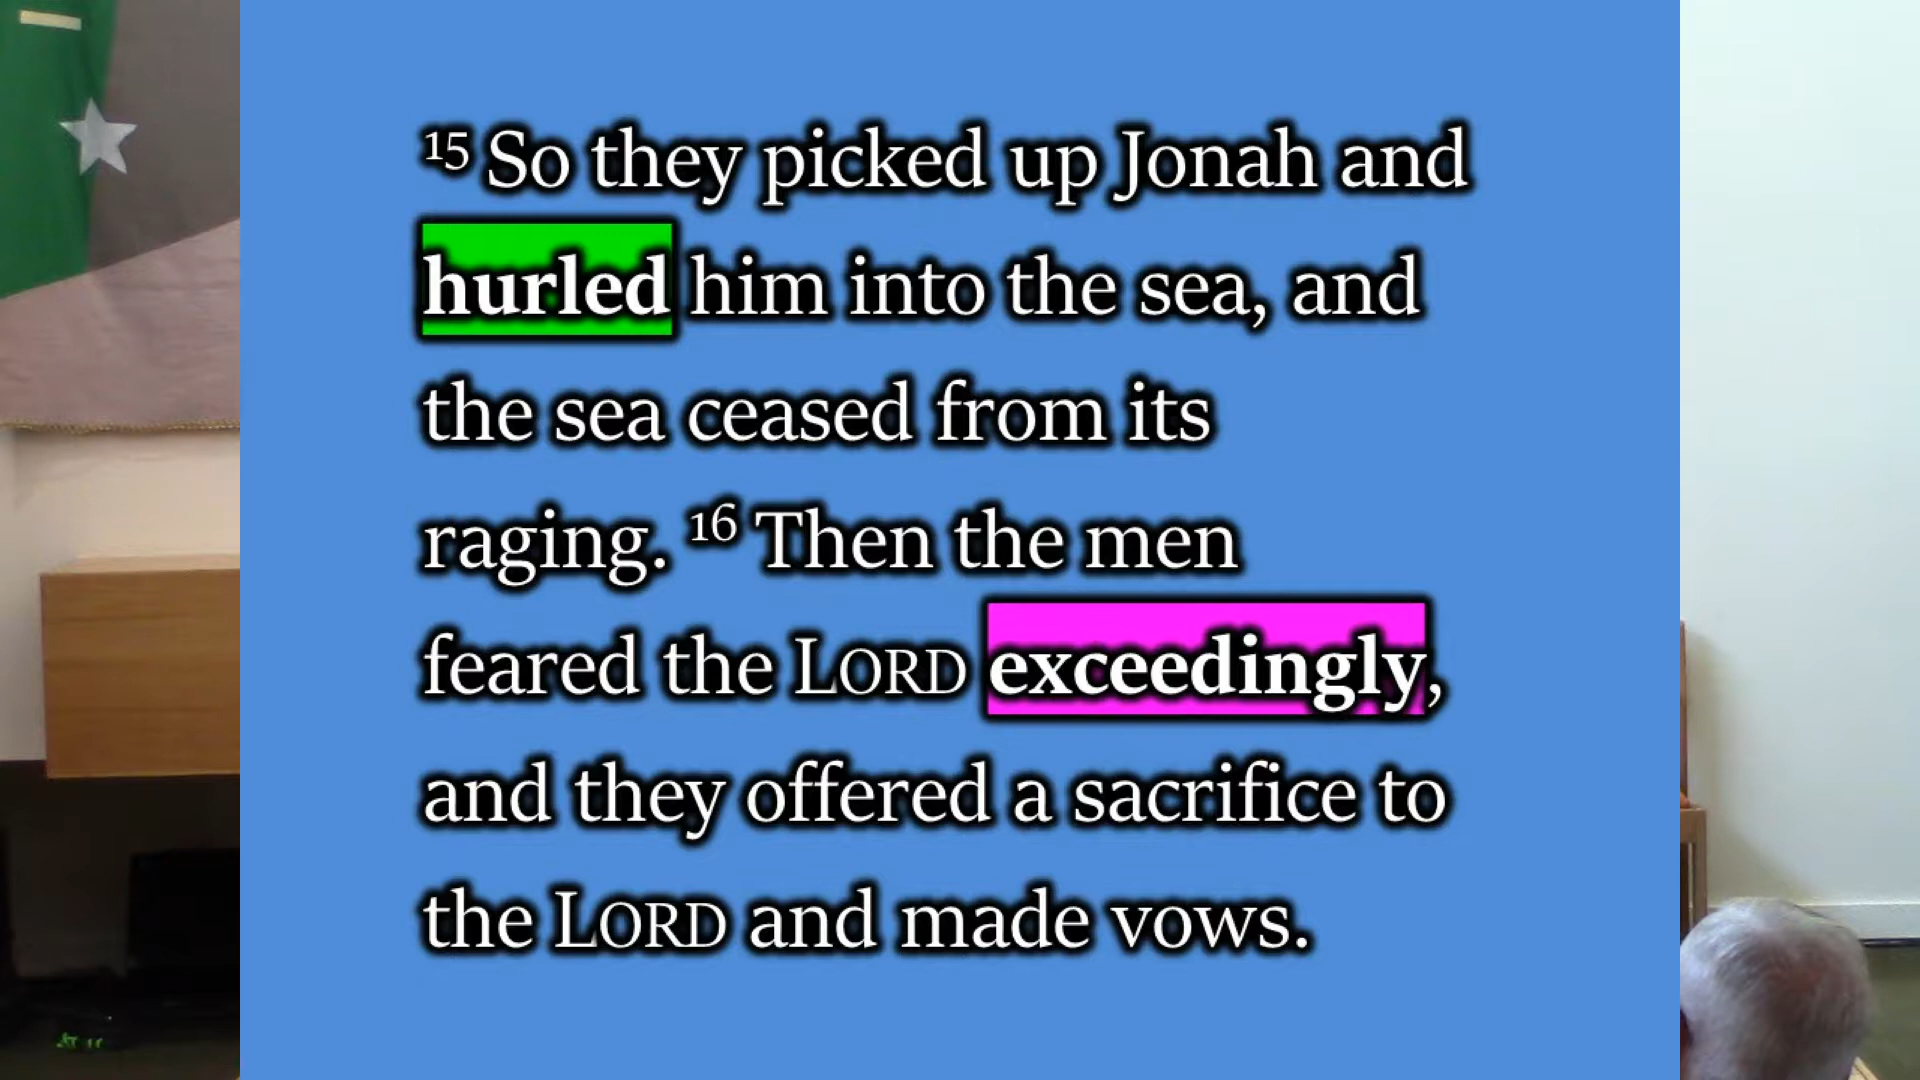 15 So they picked up Jonah and
hurled him into the sea, and
the sea ceased from its
raging. 16 Then the men
feared the LORD exceedingly,
and they offered a sacrifice to
the LORD and made vows.